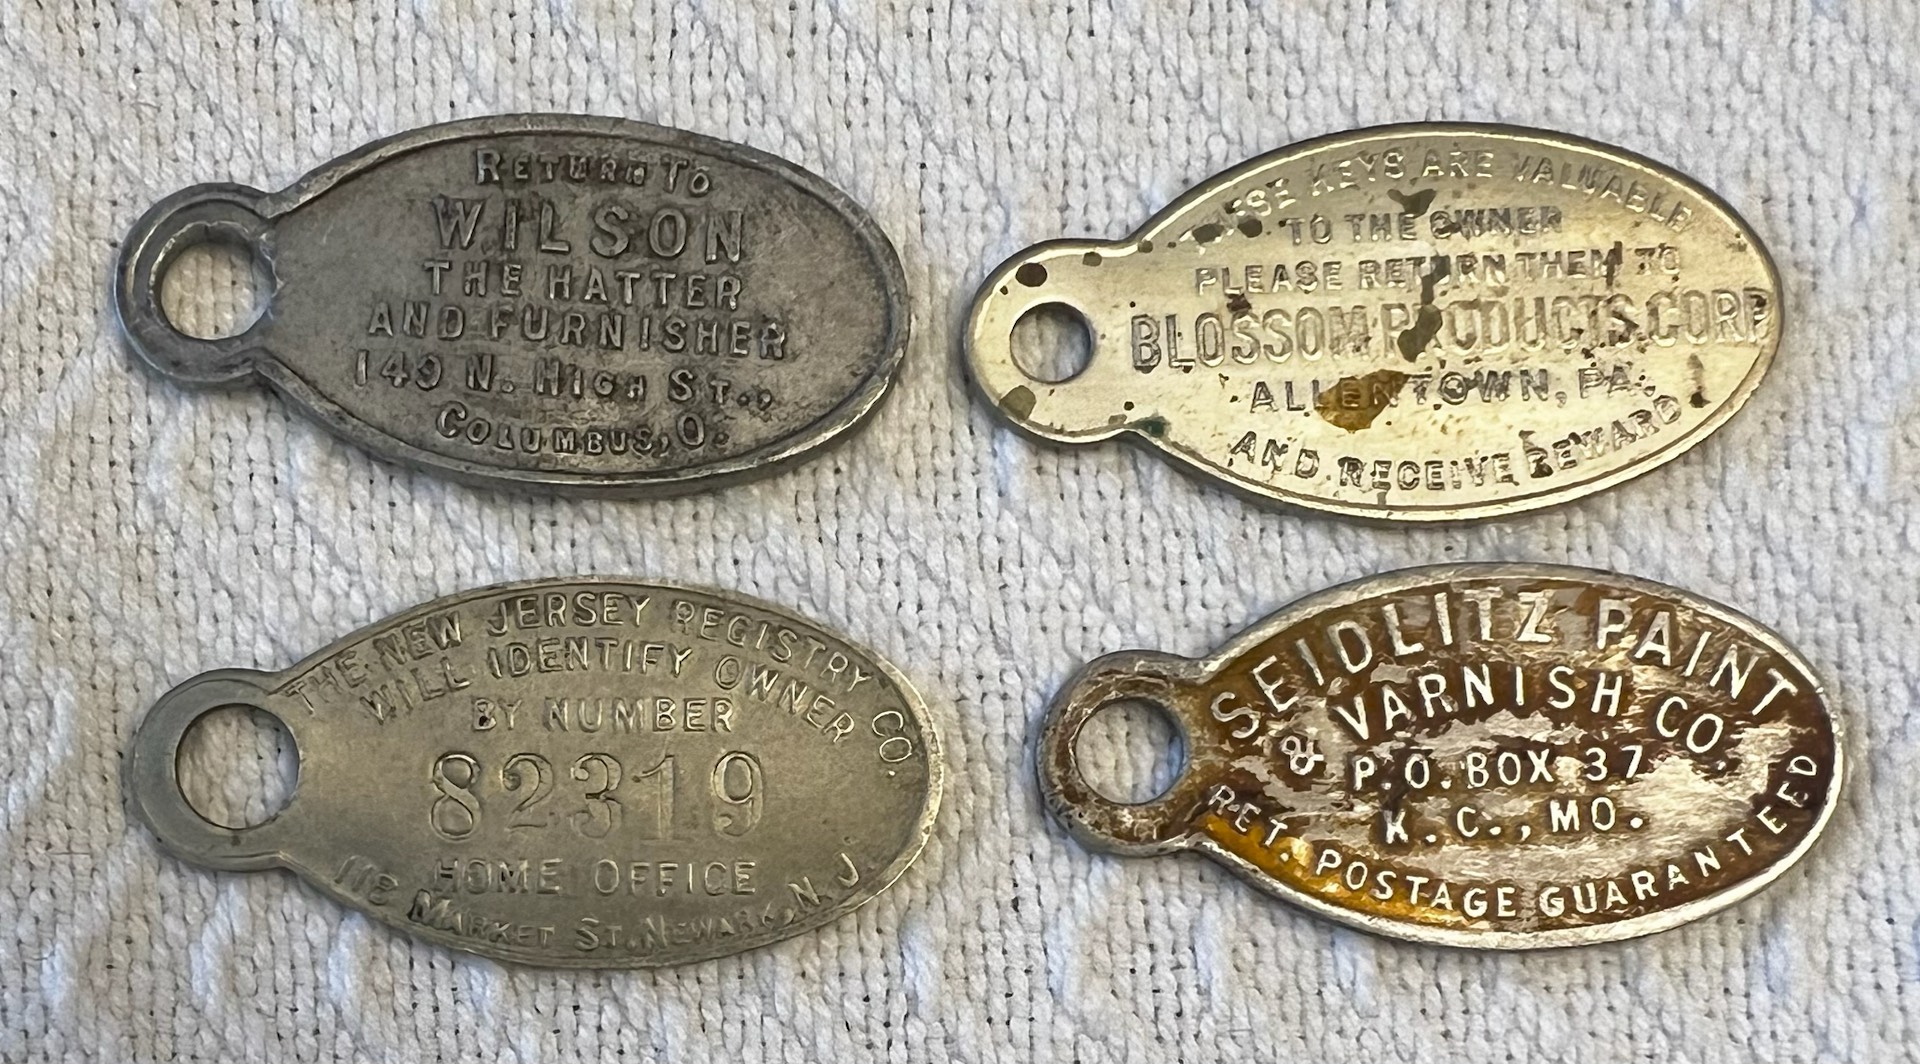 RETURN TO
WILSON
THE HATTER
AND FURNISHER
149 N. HIGH ST.,
COLUMBUS, O.
THESE KEYS ARE VALUABLE
TO THE OWNER
PLEASE RETURN THEM TO
BLOSSOM PRODUCTS CORP
ALLENTOWN, PA.
AND RECEIVE REWARD
THE NEW JERSEY REGISTRY CO.
WILL IDENTIFY OWNER
BY NUMBER
82319
HOME OFFICE
118 MARKET ST. NEWARK, N.J.
SEIDLITZ PAINT
& VARNISH CO.
P.O. BOX 37
K.C., MO.
RET. POSTAGE GUARANTEED